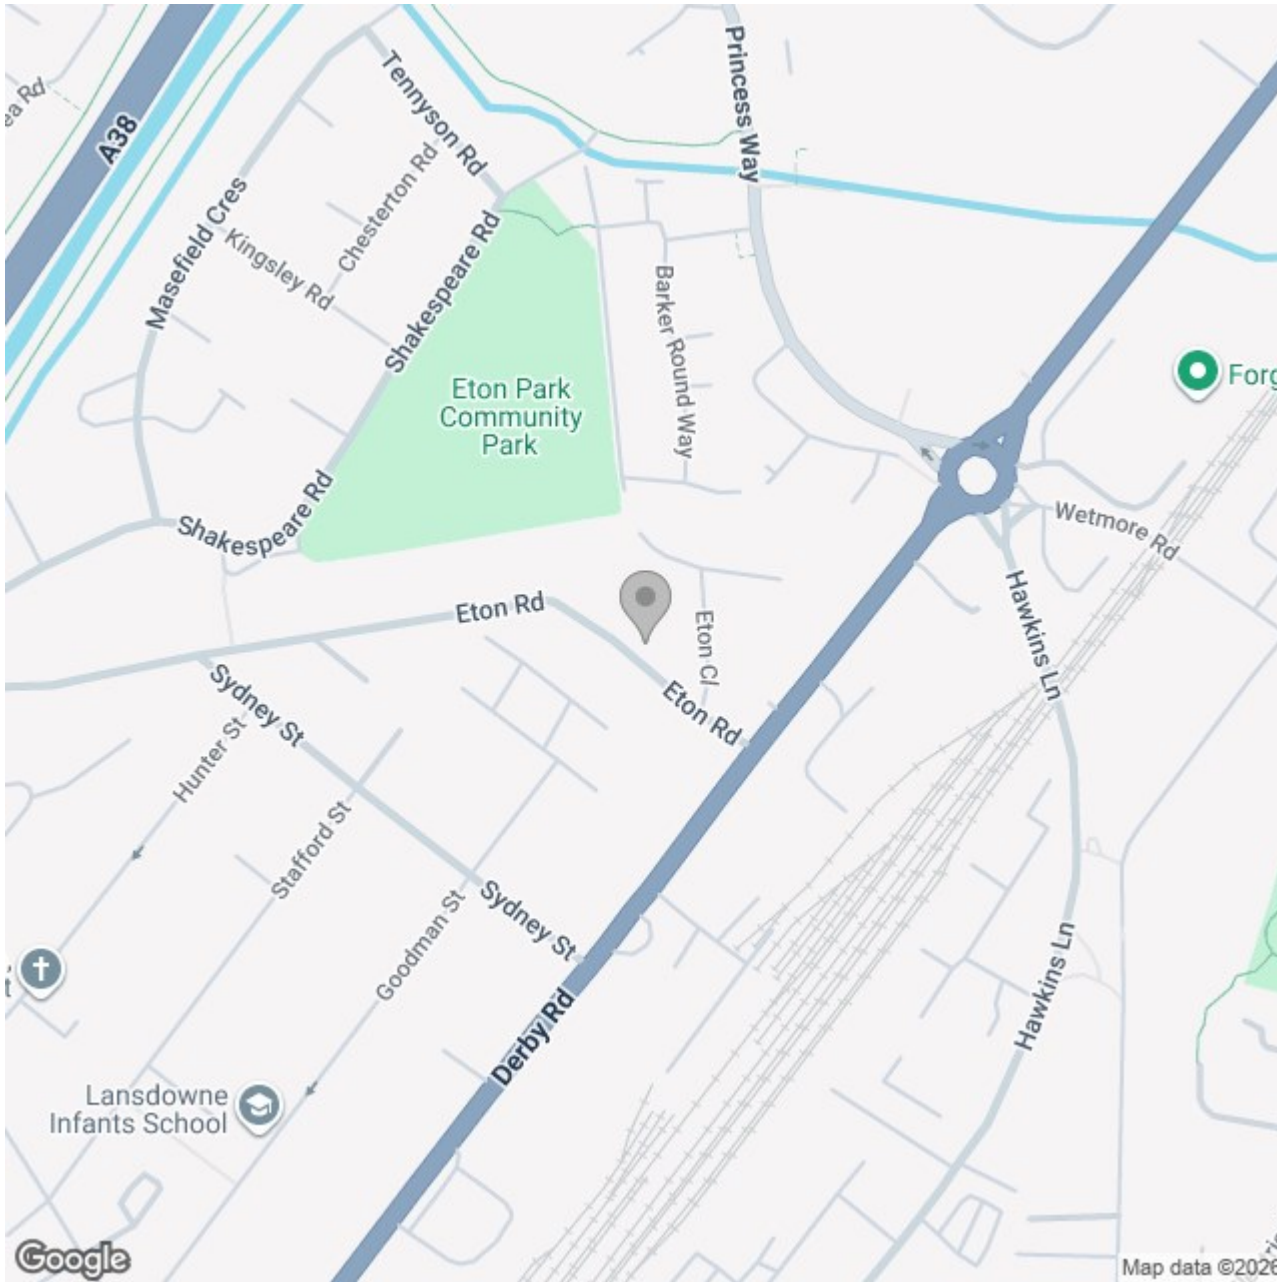 Princess Way
Tennyson Rd
ea Rd
A38
Chesterton Rd
Masefield Cres
Kingsley Rd
Shakespeare Rd
Barker Round Way
Eton Park
Community
Park
Forg
Shakespeare Rd
Wetmore Rd
Eton Rd
Hawkins Ln
Eton Cl
Sydney St
Eton Rd
Hunter St
Stafford St
Sydney St
Goodman St
Hawkins Ln
Derby Rd
Lansdowne
Infants School
Google
Map data ©2026